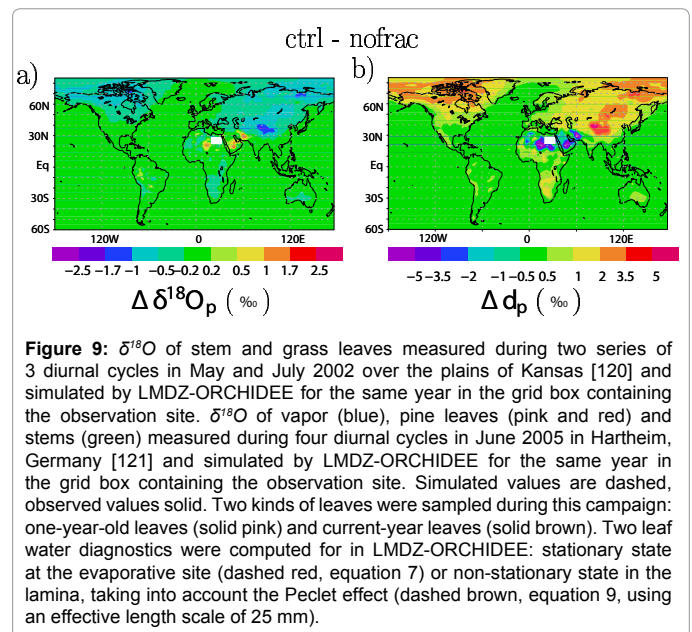 ctrl - nofrac
a)
b)
60N
30N
Eq
30S
60S
120W 0 120E
60N
30N
Eq
30S
60S
120W 0 120E
−2.5 −1.7 −1 −0.5−0.2 0.2 0.5 1 1.7 2.5
−5 −3.5 −2 −1 −0.5 0.5 1 2 3.5 5
Δ δ¹⁸Oₚ ( ‰ )
Δ dₚ ( ‰ )
Figure 9: δ¹⁸O of stem and grass leaves measured during two series of
3 diurnal cycles in May and July 2002 over the plains of Kansas [120] and
simulated by LMDZ-ORCHIDEE for the same year in the grid box containing
the observation site. δ¹⁸O of vapor (blue), pine leaves (pink and red) and
stems (green) measured during four diurnal cycles in June 2005 in Hartheim,
Germany [121] and simulated by LMDZ-ORCHIDEE for the same year in
the grid box containing the observation site. Simulated values are dashed,
observed values solid. Two kinds of leaves were sampled during this campaign:
one-year-old leaves (solid pink) and current-year leaves (solid brown). Two leaf
water diagnostics were computed for in LMDZ-ORCHIDEE: stationary state
at the evaporative site (dashed red, equation 7) or non-stationary state in the
lamina, taking into account the Peclet effect (dashed brown, equation 9, using
an effective length scale of 25 mm).